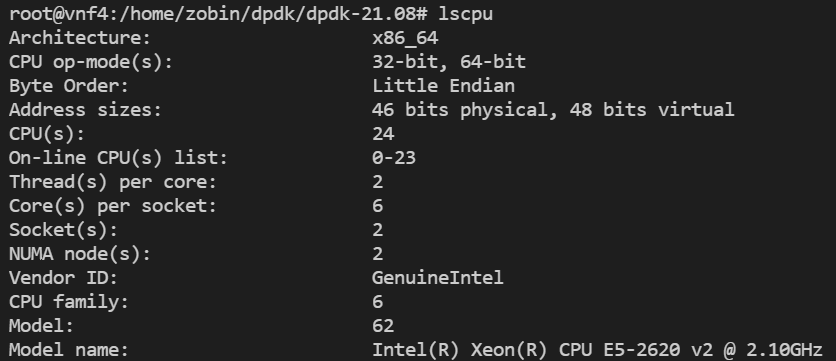 root@vnf4:/home/zobin/dpdk/dpdk-21.08# lscpu
Architecture: x86_64
CPU op-mode(s): 32-bit, 64-bit
Byte Order: Little Endian
Address sizes: 46 bits physical, 48 bits virtual
CPU(s): 24
On-line CPU(s) list: 0-23
Thread(s) per core: 2
Core(s) per socket: 6
Socket(s): 2
NUMA node(s): 2
Vendor ID: GenuineIntel
CPU family: 6
Model: 62
Model name: Intel(R) Xeon(R) CPU E5-2620 v2 @ 2.10GHz